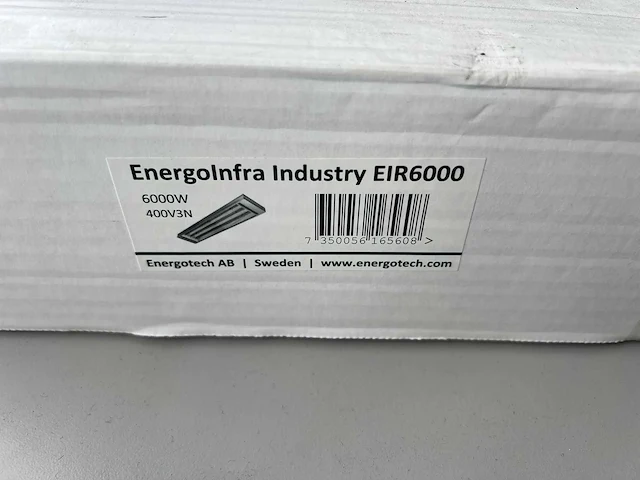 EnergoInfra Industry EIR6000
6000W
400V3N
7 350056 165608 >
Energotech AB | Sweden | www.energotech.com